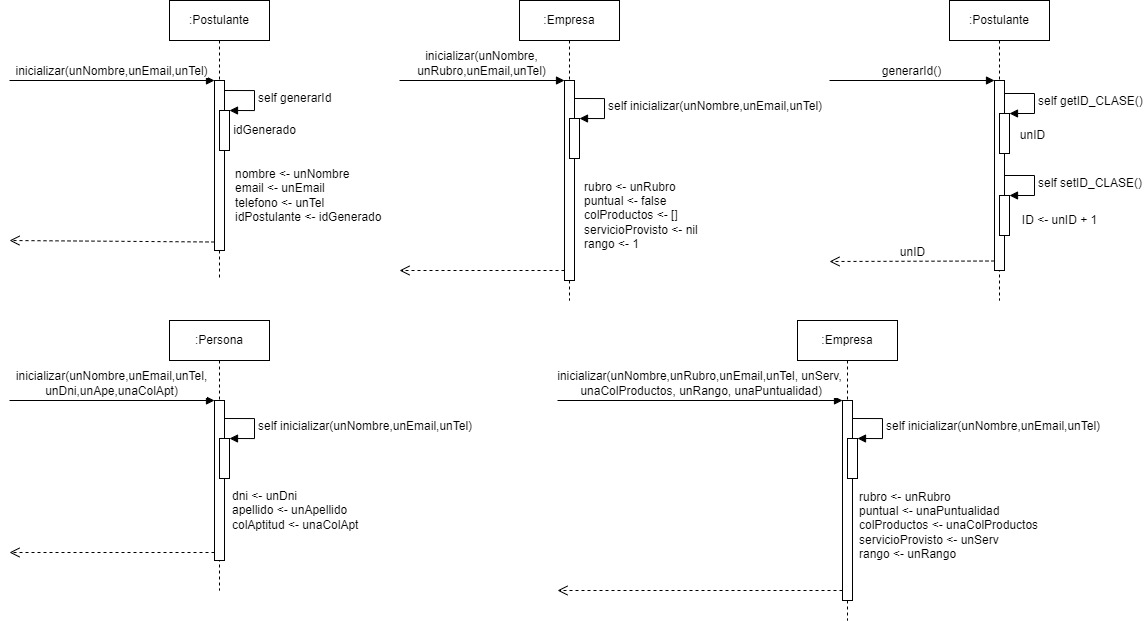 :Postulante
inicializar(unNombre,unEmail,unTel)
self generarId
idGenerado
nombre <- unNombre
email <- unEmail
telefono <- unTel
idPostulante <- idGenerado
:Empresa
inicializar(unNombre,
unRubro,unEmail,unTel)
self inicializar(unNombre,unEmail,unTel)
rubro <- unRubro
puntual <- false
colProductos <- []
servicioProvisto <- nil
rango <- 1
:Postulante
generarId()
self getID_CLASE()
unID
self setID_CLASE()
ID <- unID + 1
unID
:Persona
inicializar(unNombre,unEmail,unTel,
unDni,unApe,unaColApt)
self inicializar(unNombre,unEmail,unTel)
dni <- unDni
apellido <- unApellido
colAptitud <- unaColApt
:Empresa
inicializar(unNombre,unRubro,unEmail,unTel, unServ,
unaColProductos, unRango, unaPuntualidad)
self inicializar(unNombre,unEmail,unTel)
rubro <- unRubro
puntual <- unaPuntualidad
colProductos <- unaColProductos
servicioProvisto <- unServ
rango <- unRango